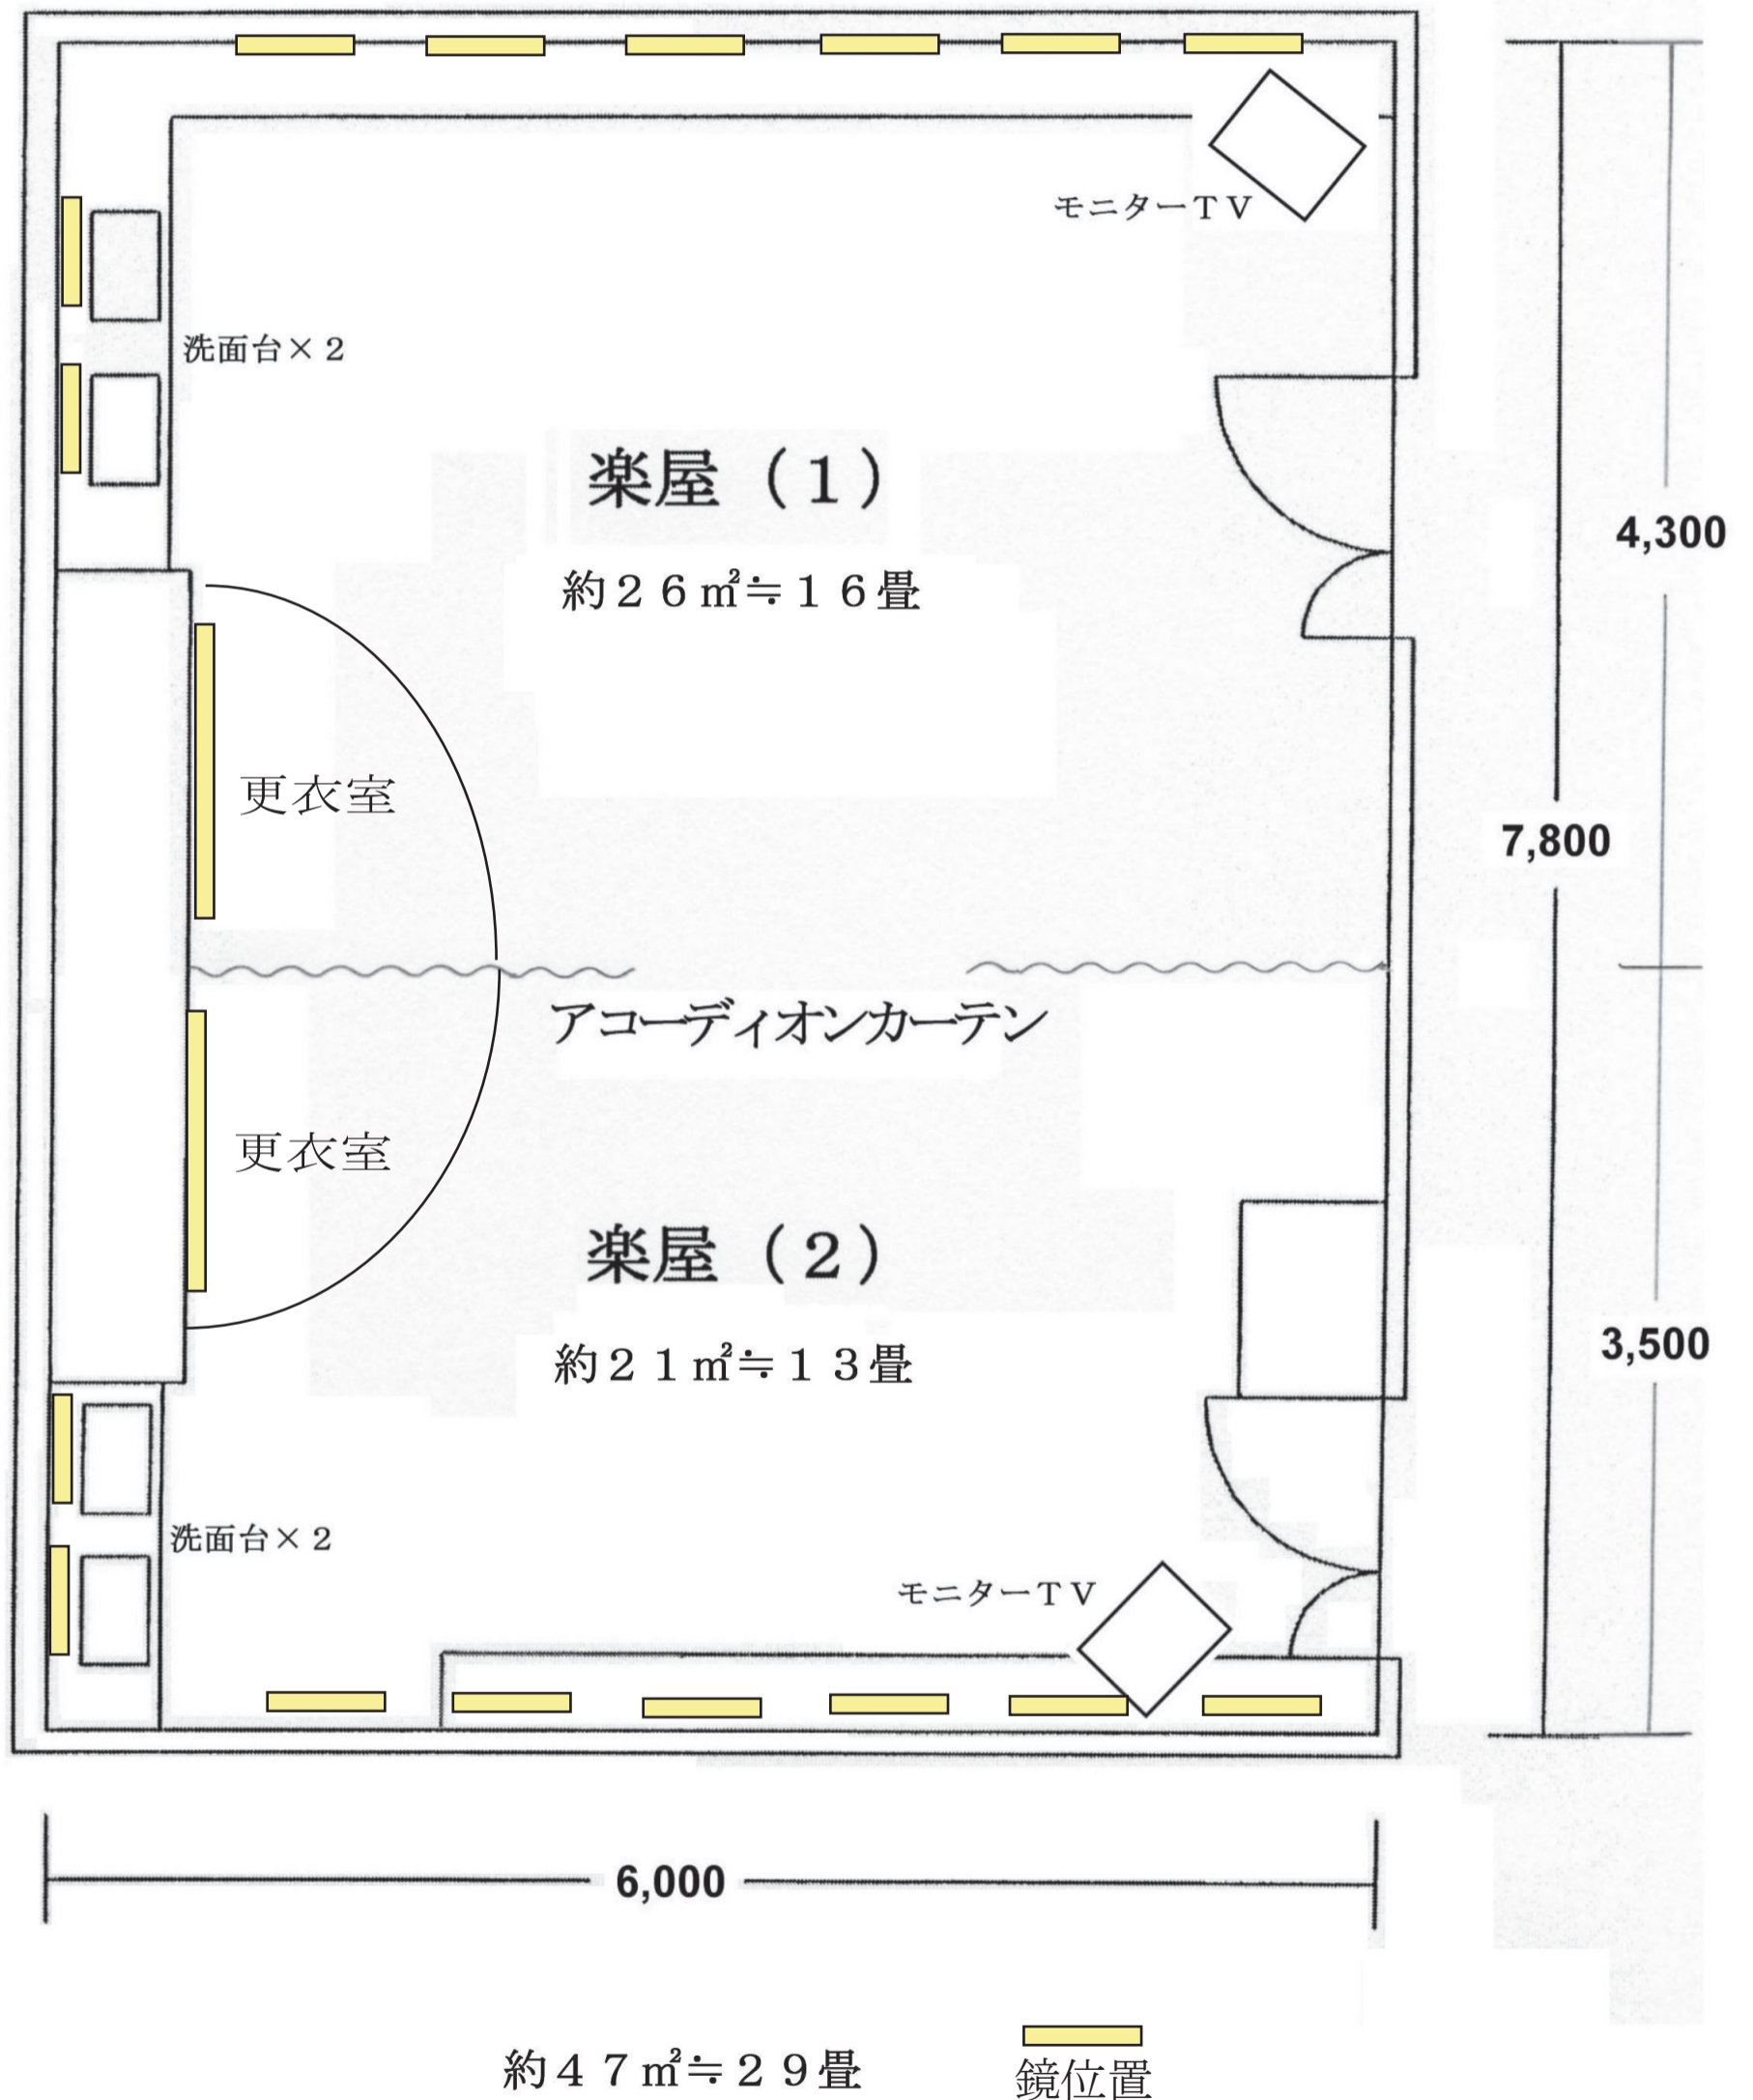 モニターＴＶ
洗面台×２
楽屋（１）
約２６㎡≒１６畳
4,300
更衣室
7,800
アコーディオンカーテン
更衣室
楽屋（２）
約２１㎡≒１３畳
3,500
洗面台×２
モニターＴＶ
6,000
約４７㎡≒２９畳
鏡位置